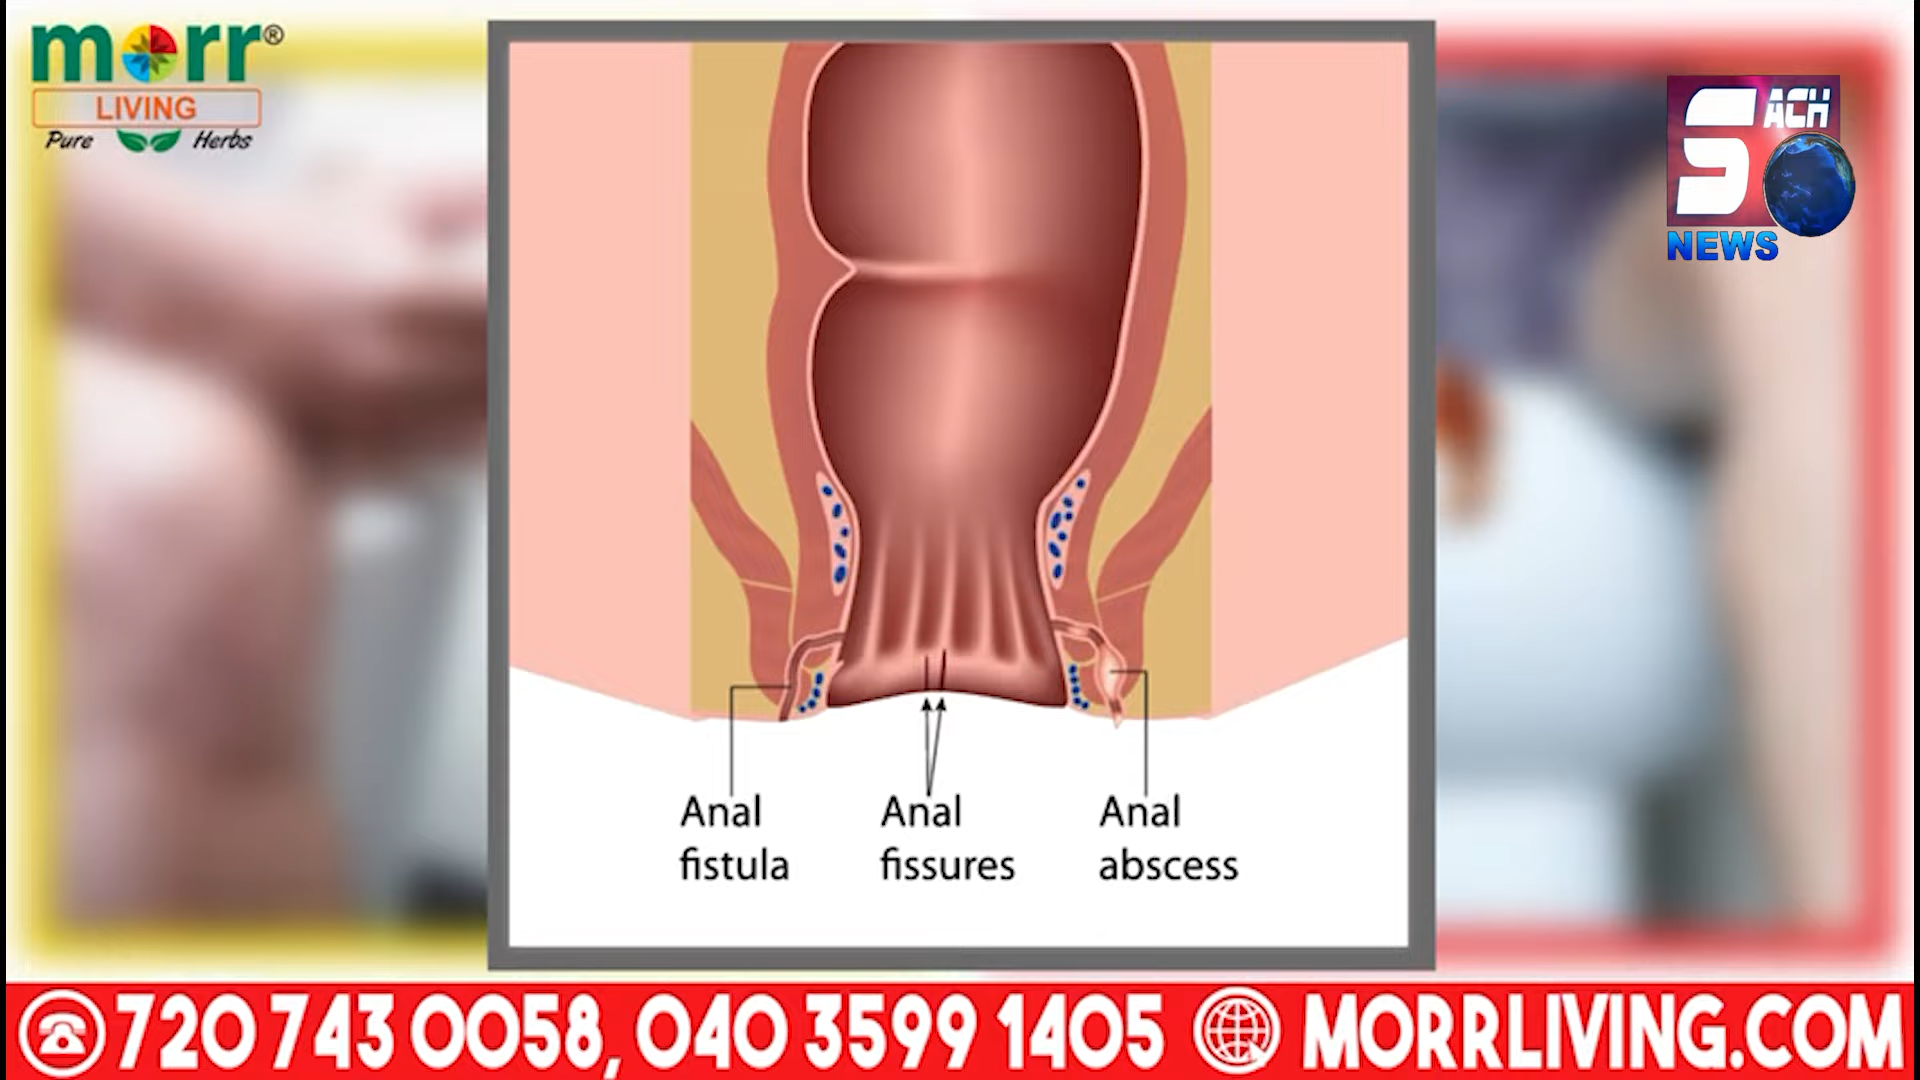 morr®
LIVING
Pure Herbs
SACH
NEWS
Anal
fistula
Anal
fissures
Anal
abscess
720 743 0058, 040 3599 1405 MORRLIVING.COM